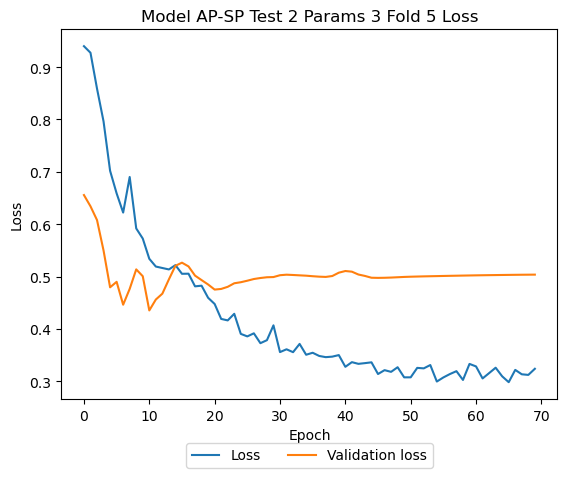 Model AP-SP Test 2 Params 3 Fold 5 Loss
Loss
0.9
0.8
0.7
0.6
0.5
0.4
0.3
0 10 20 30 40 50 60 70
Epoch
Loss Validation loss